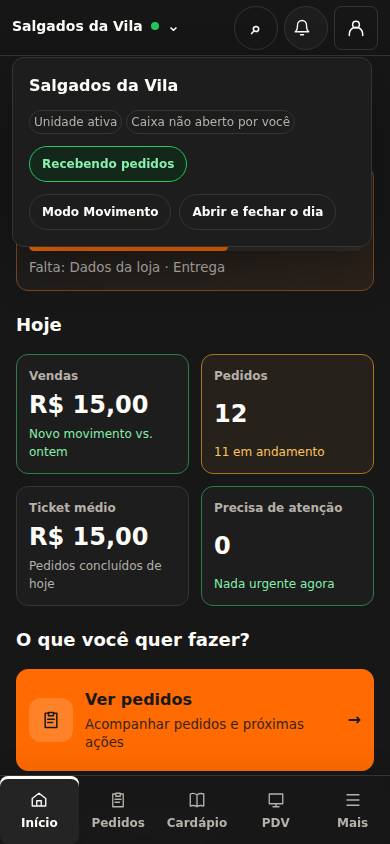 Salgados da Vila
Salgados da Vila
Unidade ativa
Caixa não aberto por você
Recebendo pedidos
Modo Movimento
Abrir e fechar o dia
Falta: Dados da loja · Entrega
Hoje
Vendas
R$ 15,00
Novo movimento vs.
ontem
Pedidos
12
11 em andamento
Ticket médio
R$ 15,00
Pedidos concluídos de
hoje
Precisa de atenção
0
Nada urgente agora
O que você quer fazer?
Ver pedidos
Acompanhar pedidos e próximas
ações
→
Início
Pedidos
Cardápio
PDV
Mais